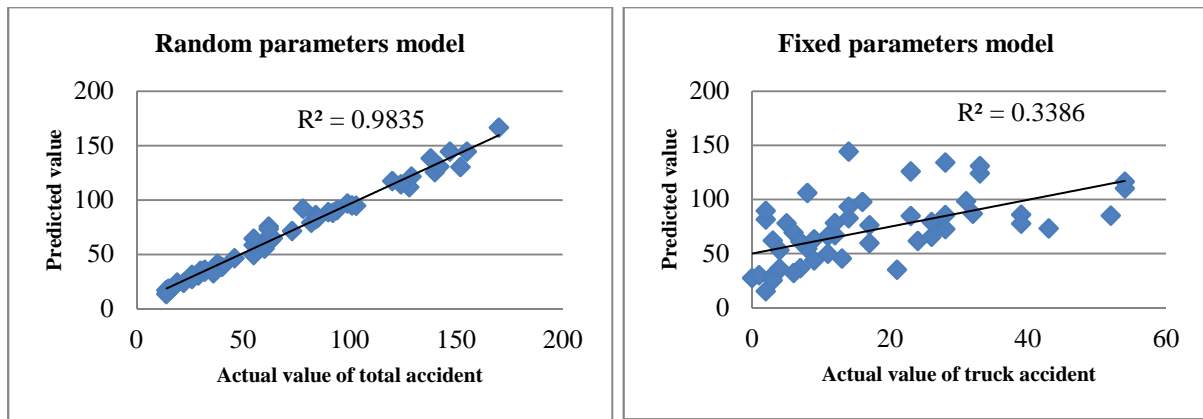 Random parameters model
R² = 0.9835
Predicted value
200
150
100
50
0
0 50 100 150 200
Actual value of total accident
Fixed parameters model
R² = 0.3386
Predicted value
200
150
100
50
0
0 20 40 60
Actual value of truck accident